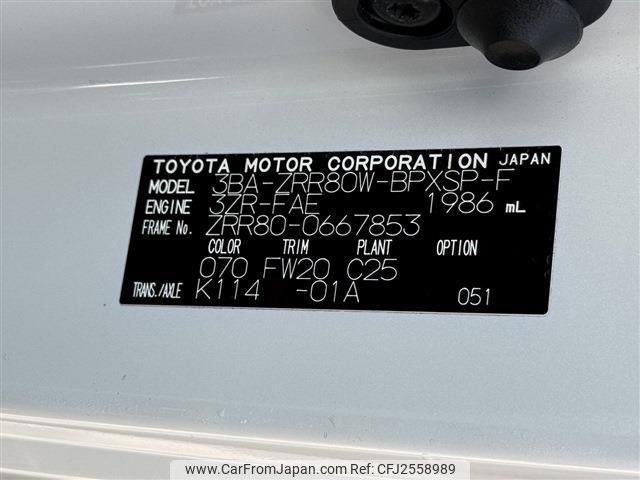 TOYOTA MOTOR CORPORATION JAPAN
MODEL 3BA-ZRR80W-BPXSP-F
ENGINE 3ZR-FAE 1986 mL
FRAME No. ZRR80-0667853
COLOR TRIM PLANT OPTION
070 FW20 C25
TRANS./AXLE K114 -01A 051
www.CarFromJapan.com - ID: CFJ2558989